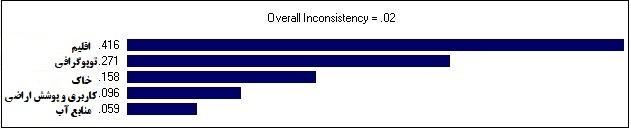 Overall Inconsistency = .02
اقلیم .416
توپوگرافی .271
خاک .158
کاربری و پوشش اراضی .096
منابع آب .059